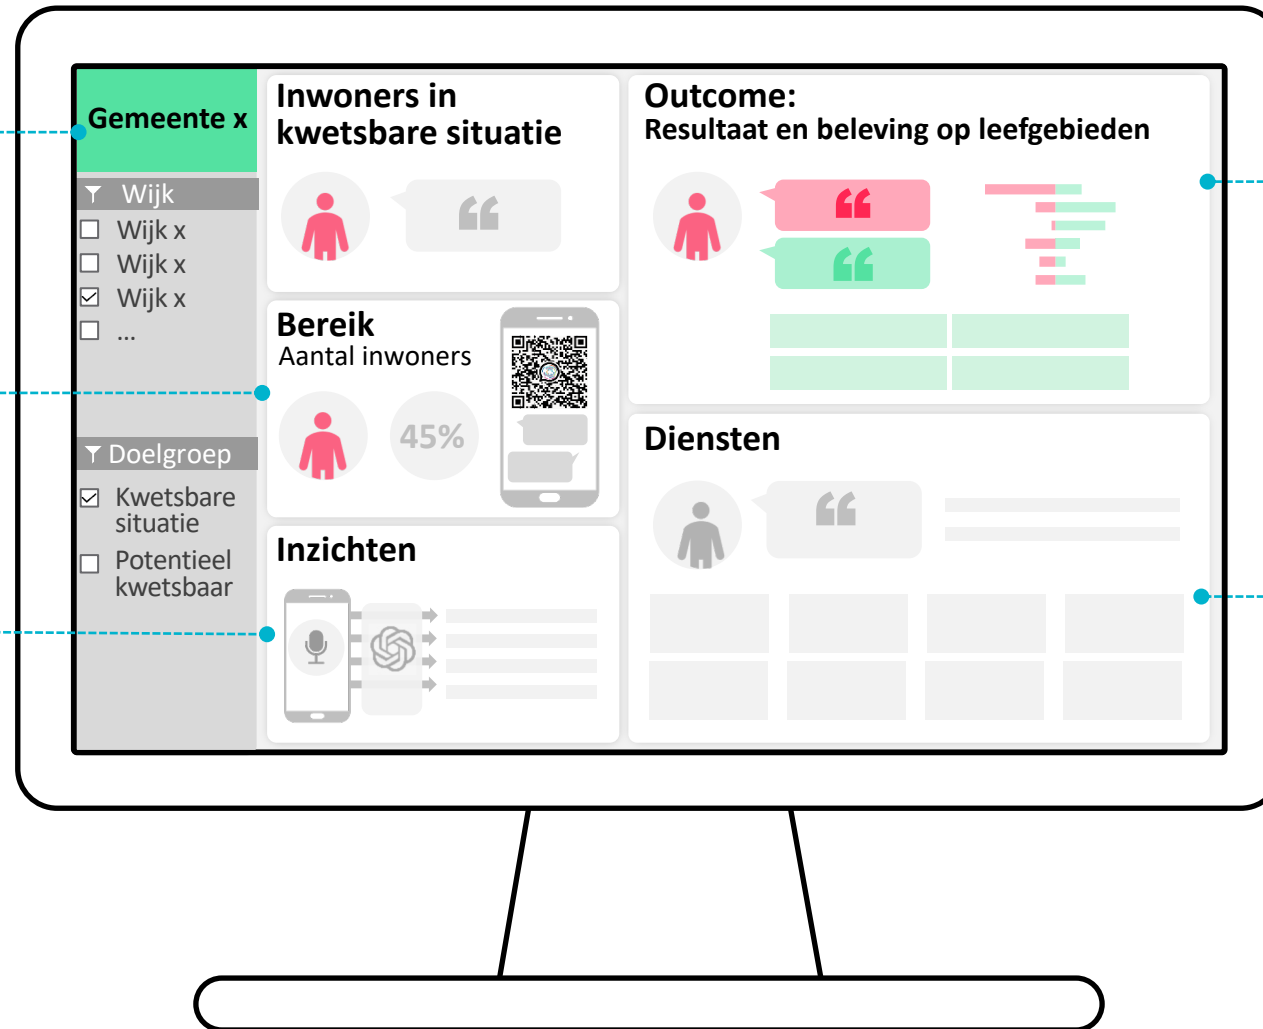 Gemeente x
Wijk
Wijk x
Wijk x
Wijk x
...
Doelgroep
Kwetsbare
situatie
Potentieel
kwetsbaar
Inwoners in
kwetsbare situatie
Bereik
Aantal inwoners
45%
Inzichten
Outcome:
Resultaat en beleving op leefgebieden
Diensten